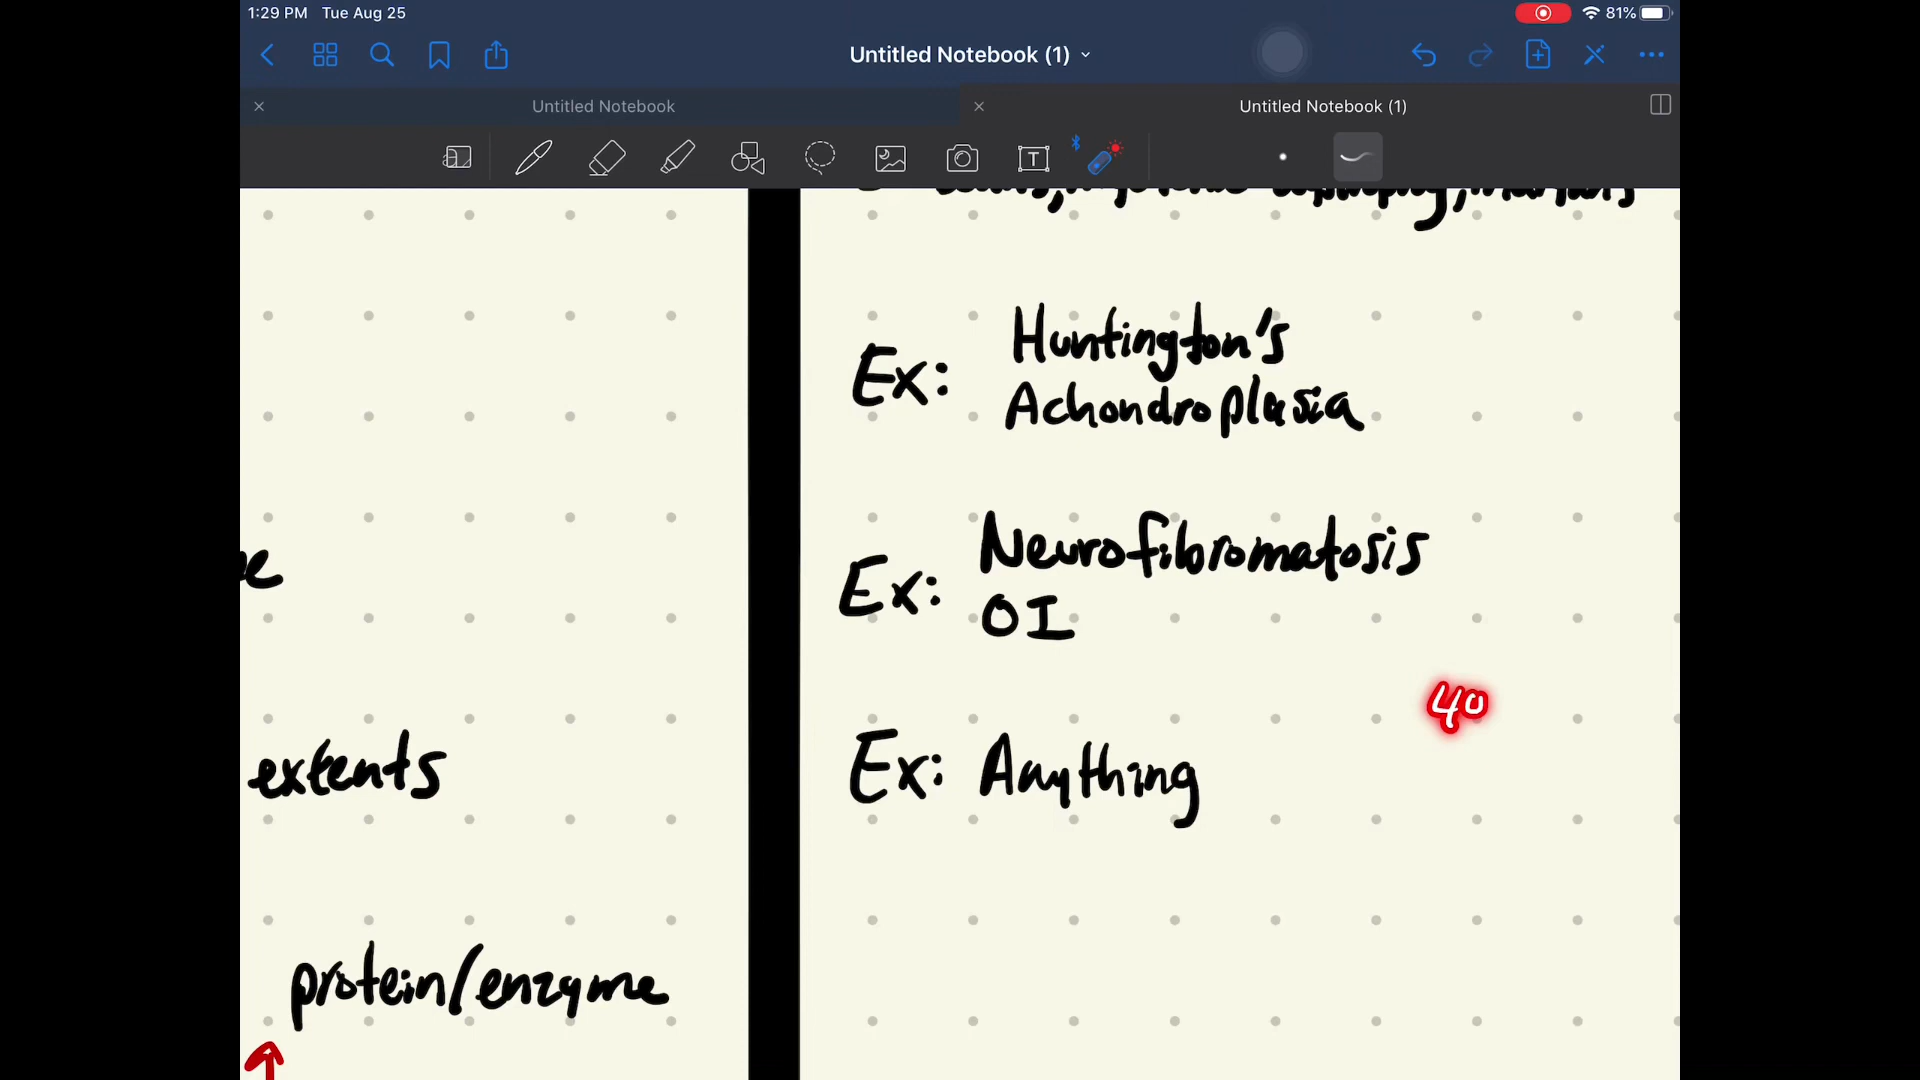 1:29 PM Tue Aug 25
81%
Untitled Notebook (1)
Untitled Notebook
Untitled Notebook (1)
T
Ex: Huntington's
Achondroplasia
Ex: Neurofibromatosis
OI
40
Ex: Anything
extents
protein/enzyme